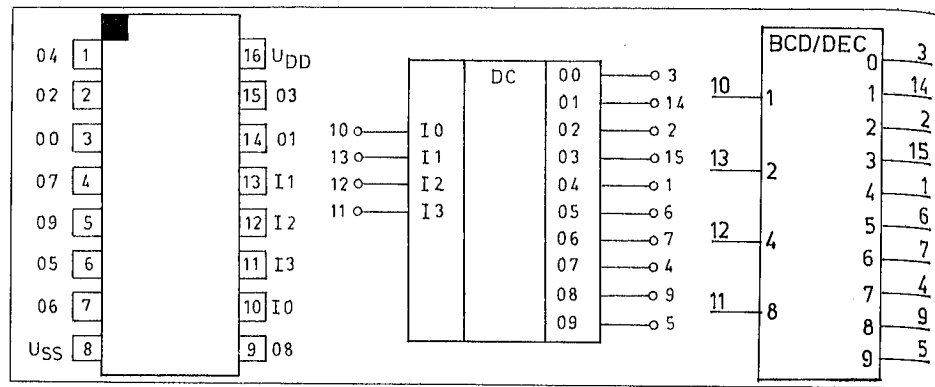 04 1 16 UDD
02 2 15 03
00 3 14 01
07 4 13 I1
09 5 12 I2
05 6 11 I3
06 7 10 I0
USS 8 9 08
DC
00 3
01 14
10 I0 02 2
13 I1 03 15
12 I2 04 1
11 I3 05 6
06 7
07 4
08 9
09 5
BCD/DEC
0 3
10 1 1 14
2 2
13 2 3 15
4 1
12 4 5 6
6 7
11 8 7 4
8 9
9 5